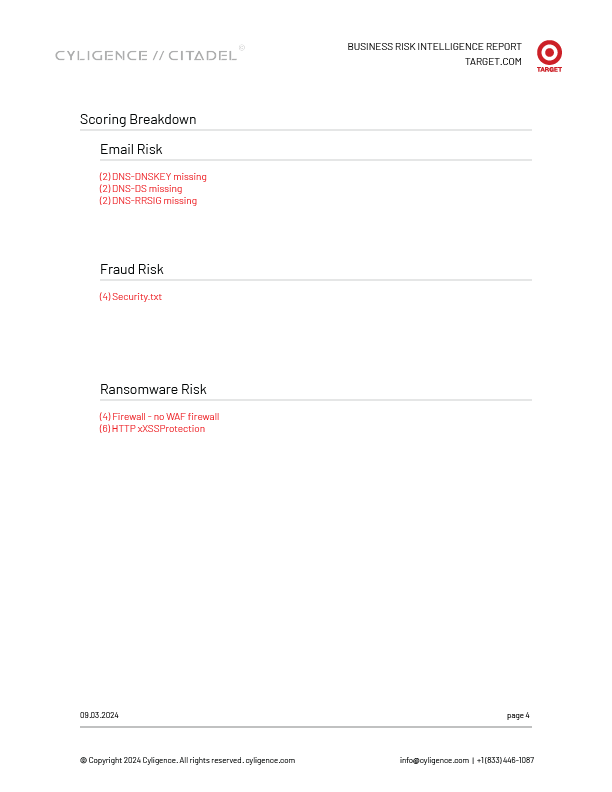 CYLIGENCE // CITADEL©
BUSINESS RISK INTELLIGENCE REPORT
TARGET.COM
TARGET
Scoring Breakdown
Email Risk
(2) DNS-DNSKEY missing
(2) DNS-DS missing
(2) DNS-RRSIG missing
Fraud Risk
(4) Security.txt
Ransomware Risk
(4) Firewall - no WAF firewall
(6) HTTP xXSSProtection
09.03.2024
page 4
© Copyright 2024 Cyligence. All rights reserved. cyligence.com
info@cyligence.com | +1 (833) 446-1087